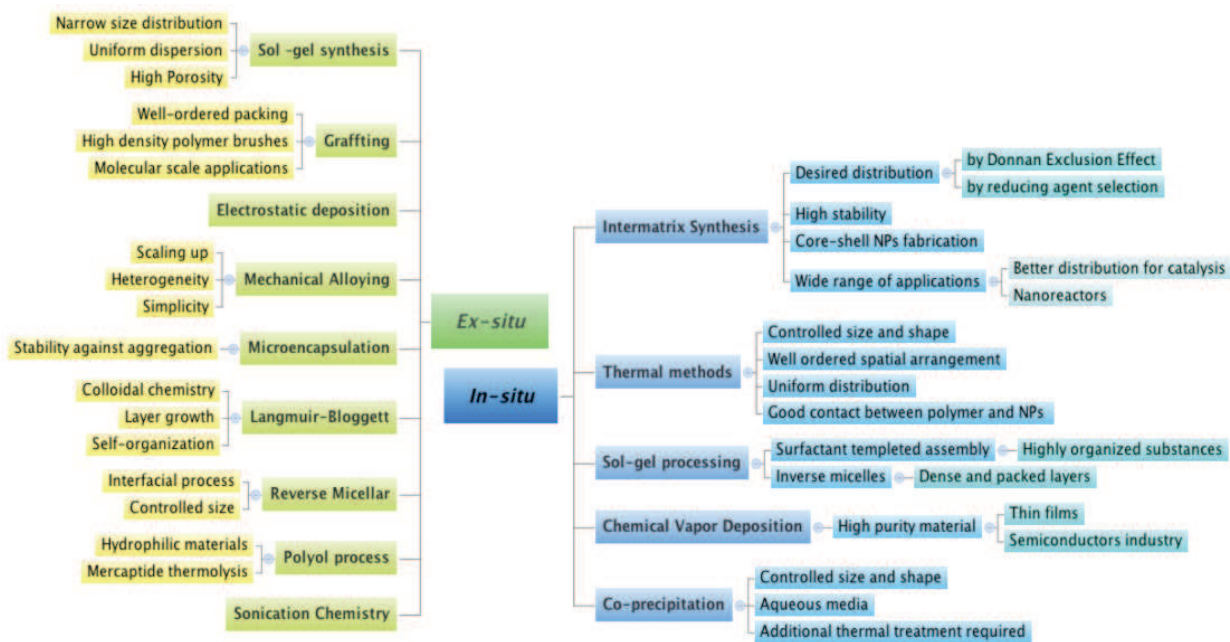 Narrow size distribution
Uniform dispersion
High Porosity
Sol -gel synthesis
Well-ordered packing
High density polymer brushes
Molecular scale applications
Graffting
Electrostatic deposition
Scaling up
Heterogeneity
Simplicity
Mechanical Alloying
Stability against aggregation
Microencapsulation
Colloidal chemistry
Layer growth
Self-organization
Langmuir-Bloggett
Interfacial process
Controlled size
Reverse Micellar
Hydrophilic materials
Mercaptide thermolysis
Polyol process
Sonication Chemistry
Ex-situ
In-situ
Intermatrix Synthesis
Desired distribution
by Donnan Exclusion Effect
by reducing agent selection
High stability
Core-shell NPs fabrication
Wide range of applications
Better distribution for catalysis
Nanoreactors
Thermal methods
Controlled size and shape
Well ordered spatial arrangement
Uniform distribution
Good contact between polymer and NPs
Sol-gel processing
Surfactant templeted assembly
Highly organized substances
Inverse micelles
Dense and packed layers
Chemical Vapor Deposition
High purity material
Thin films
Semiconductors industry
Co-precipitation
Controlled size and shape
Aqueous media
Additional thermal treatment required